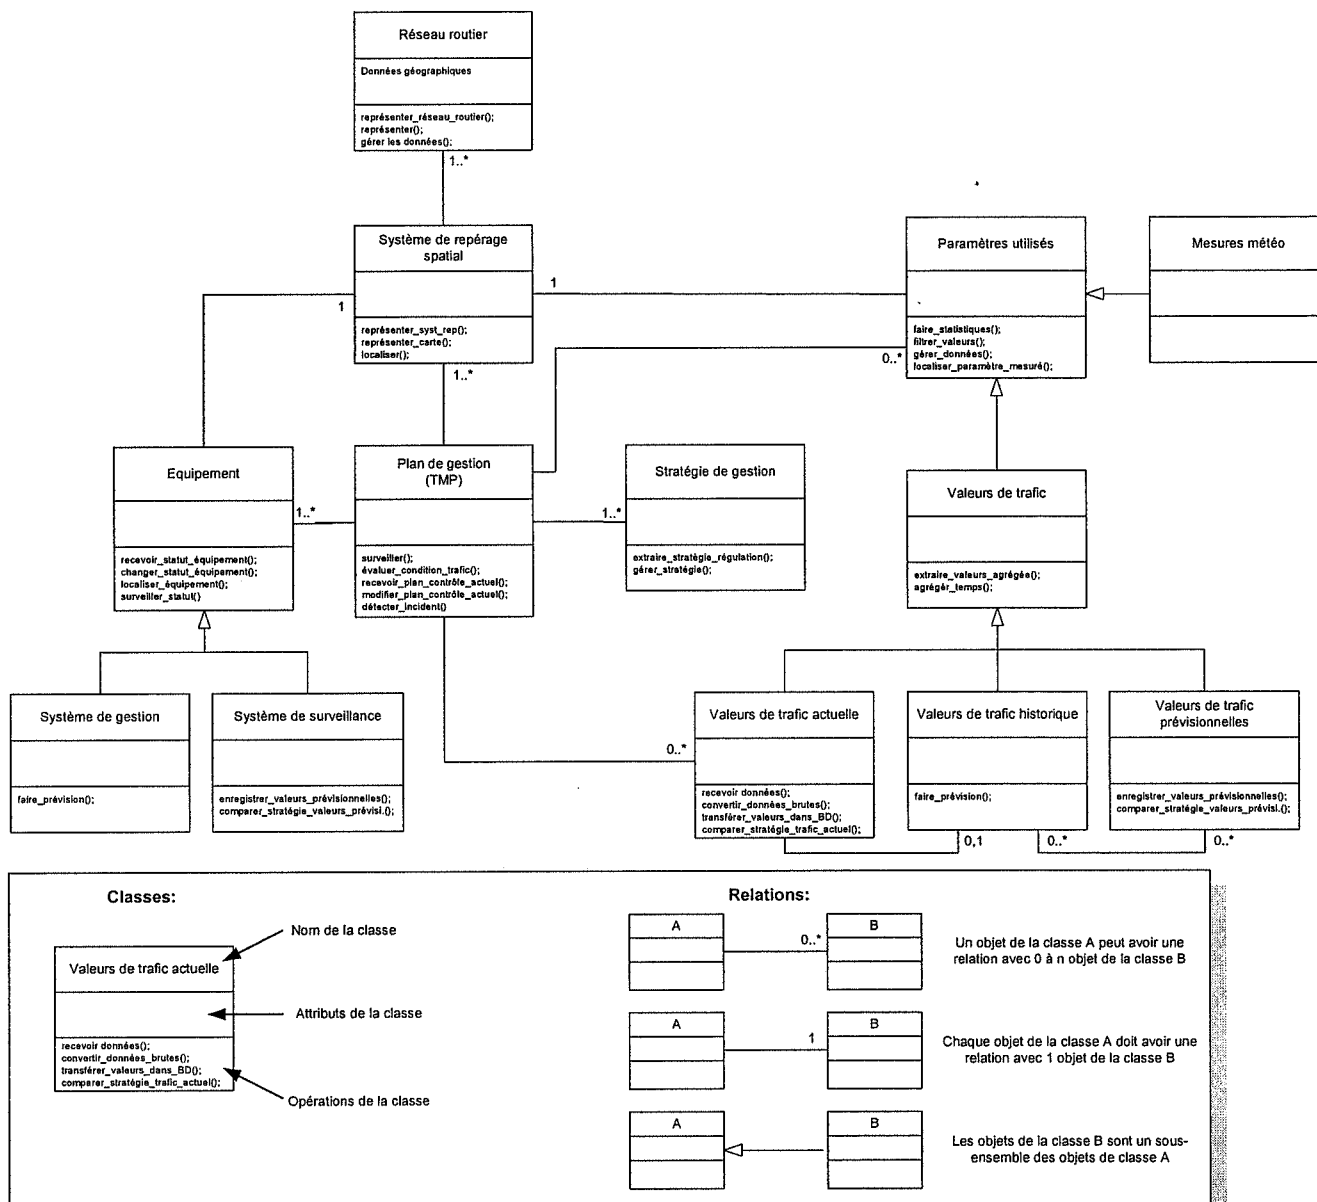 Réseau routier
Données géographiques
représenter_réseau_routier();
représenter();
gérer les données();
1..*
Système de repérage
spatial
représenter_syst_rep();
représenter_carte();
localiser();
1
1
1..*
Paramètres utilisés
faire_statistiques();
filtrer_valeurs();
gérer_données();
localiser_paramètre_mesuré();
0..*
Mesures météo
Equipement
recevoir_statut_équipement();
changer_statut_équipement();
localiser_équipement();
surveiller_statut()
1..*
Plan de gestion
(TMP)
surveiller();
évaluer_condition_trafic();
recevoir_plan_contrôle_actuel();
modifier_plan_contrôle_actuel();
détecter_incident()
1..*
Stratégie de gestion
extraire_stratégie_régulation();
gérer_stratégie();
Valeurs de trafic
extraire_valeurs_agrégée();
agrégér_temps();
Système de gestion
faire_prévision();
Système de surveillance
enregistrer_valeurs_prévisionnelles();
comparer_stratégie_valeurs_prévisi.();
0..*
Valeurs de trafic actuelle
recevoir données();
convertir_données_brutes();
transférer_valeurs_dans_BD();
comparer_stratégie_trafic_actuel();
Valeurs de trafic historique
faire_prévision();
Valeurs de trafic
prévisionnelles
enregistrer_valeurs_prévisionnelles();
comparer_stratégie_valeurs_prévisi.();
0,1
0..*
0..*
Classes:
Nom de la classe
Valeurs de trafic actuelle
Attributs de la classe
recevoir données();
convertir_données_brutes();
transférer_valeurs_dans_BD();
comparer_stratégie_trafic_actuel();
Opérations de la classe
Relations:
A
0..*
B
Un objet de la classe A peut avoir une
relation avec 0 à n objet de la classe B
A
1
B
Chaque objet de la classe A doit avoir une
relation avec 1 objet de la classe B
A
B
Les objets de la classe B sont un sous-
ensemble des objets de classe A